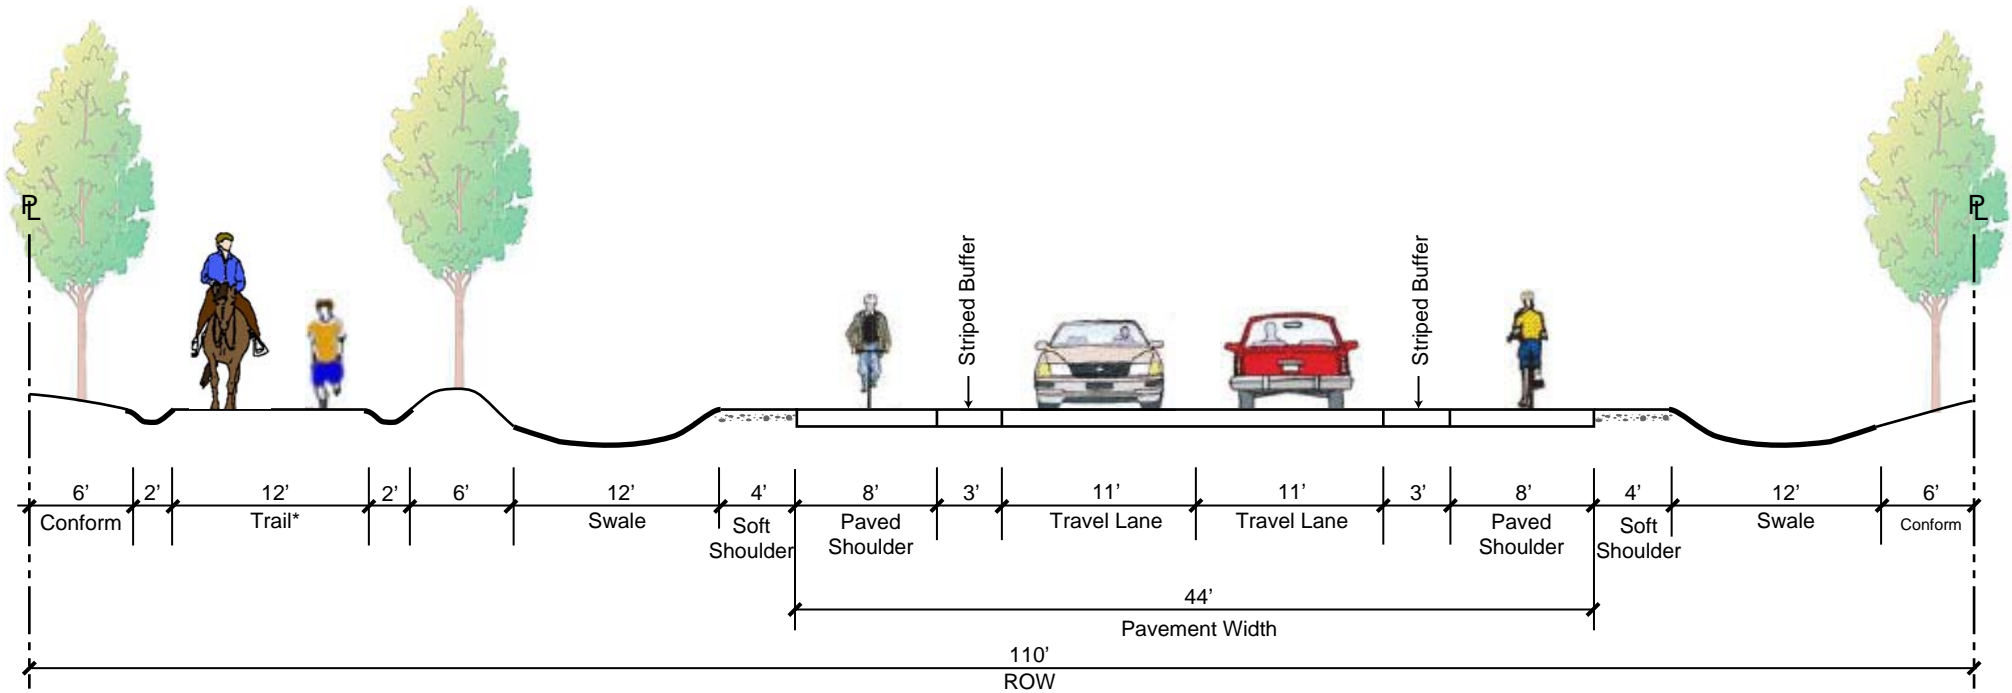 PL
PL
Striped Buffer
Striped Buffer
6’ 2’ 12’ 2’ 6’ 12’ 4’ 8’ 3’ 11’ 11’ 3’ 8’ 4’ 12’ 6’
Conform Trail* Swale Soft Paved Travel Lane Travel Lane Paved Soft Swale Conform
Shoulder Shoulder Shoulder Shoulder
44’
Pavement Width
110’
ROW